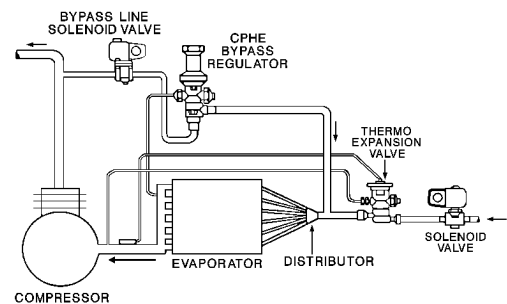 BYPASS LINE
SOLENOID VALVE
CPHE
BYPASS
REGULATOR
THERMO
EXPANSION
VALVE
SOLENOID
VALVE
EVAPORATOR
DISTRIBUTOR
COMPRESSOR